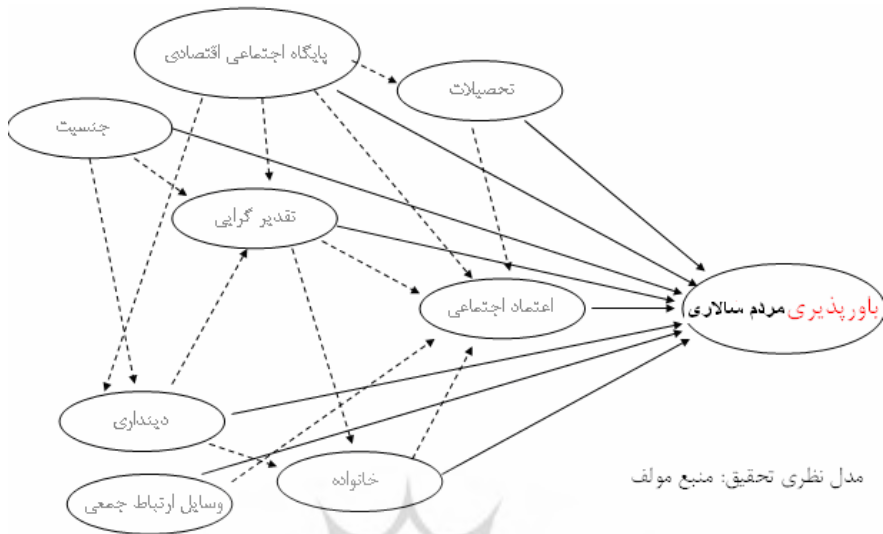 پایگاه اجتماعی اقتصادی
تحصیلات
جنسیت
تقدیر گرایی
اعتماد اجتماعی
باورپذیری مردم سالاری
دینداری
خانواده
وسایل ارتباط جمعی
مدل نظری تحقیق: منبع مولف